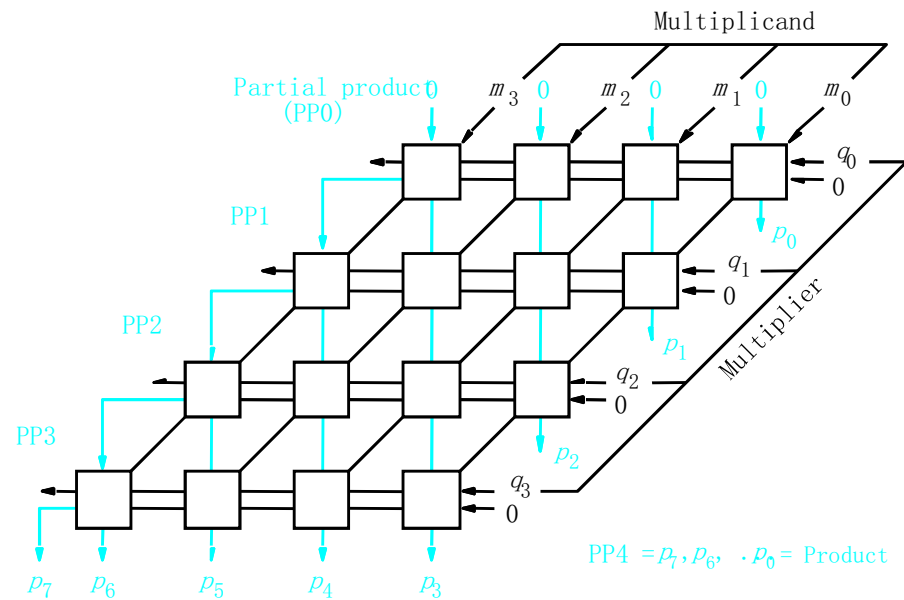 Multiplicand
Partial product
(PP0)
0 m3 0 m2 0 m1 0 m0
q0
0
PP1
p0
q1
0
PP2
p1
Multiplier
q2
0
PP3
p2
q3
0
PP4 = p7, p6, . p0 = Product
p7 p6 p5 p4 p3